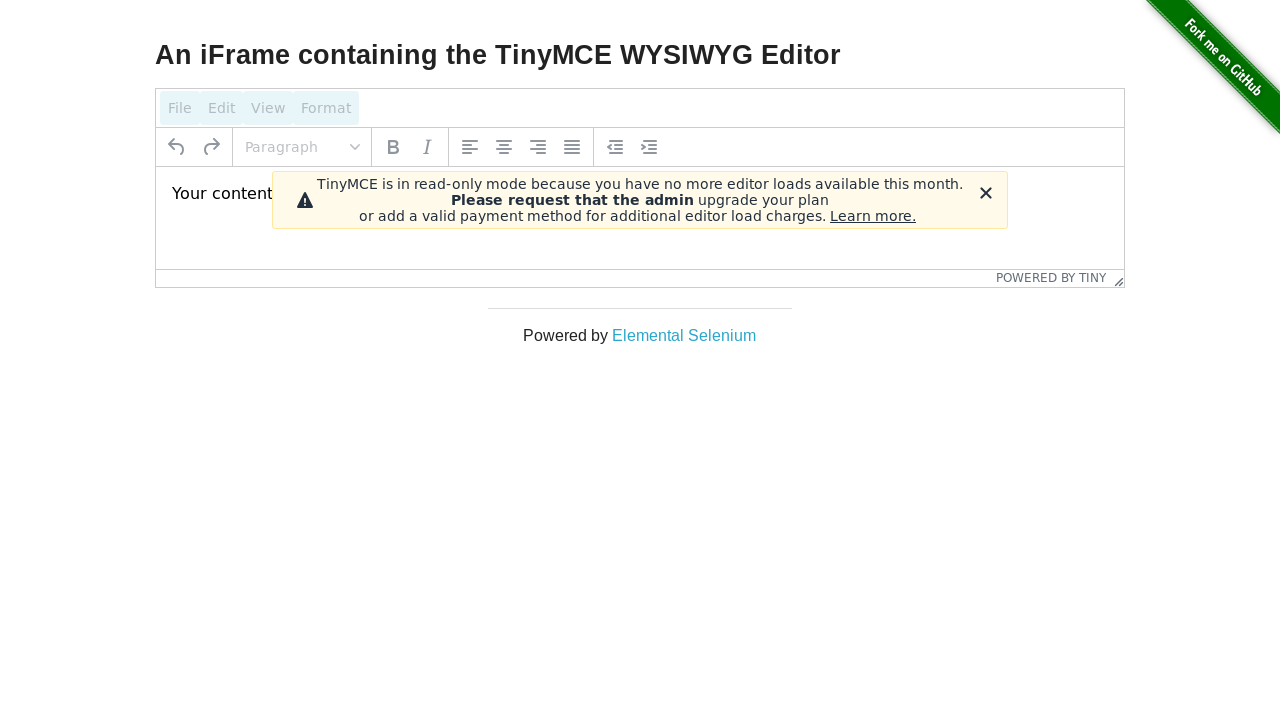 Fork me on GitHub
An iFrame containing the TinyMCE WYSIWYG Editor
File Edit View Format
Paragraph B I
Your content
TinyMCE is in read-only mode because you have no more editor loads available this month.
Please request that the admin upgrade your plan
or add a valid payment method for additional editor load charges. Learn more.
POWERED BY TINY
Powered by Elemental Selenium